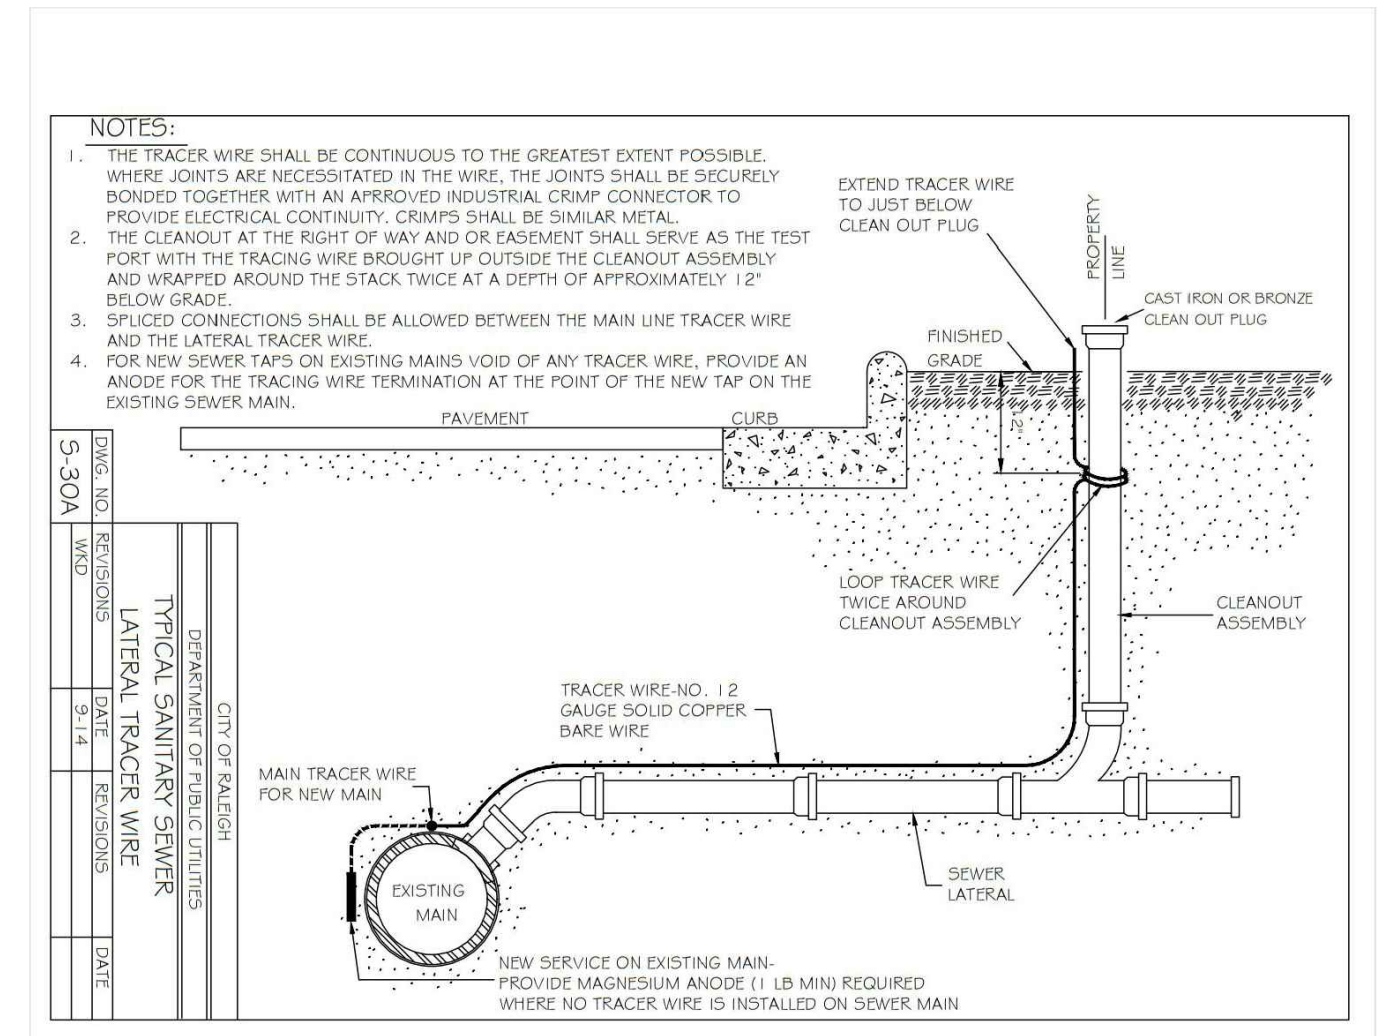 NOTES:
1. THE TRACER WIRE SHALL BE CONTINUOUS TO THE GREATEST EXTENT POSSIBLE.
WHERE JOINTS ARE NECESSITATED IN THE WIRE, THE JOINTS SHALL BE SECURELY
BONDED TOGETHER WITH AN APRROVED INDUSTRIAL CRIMP CONNECTOR TO
PROVIDE ELECTRICAL CONTINUITY. CRIMPS SHALL BE SIMILAR METAL.
2. THE CLEANOUT AT THE RIGHT OF WAY AND OR EASEMENT SHALL SERVE AS THE TEST
PORT WITH THE TRACING WIRE BROUGHT UP OUTSIDE THE CLEANOUT ASSEMBLY
AND WRAPPED AROUND THE STACK TWICE AT A DEPTH OF APPROXIMATELY 12"
BELOW GRADE.
3. SPLICED CONNECTIONS SHALL BE ALLOWED BETWEEN THE MAIN LINE TRACER WIRE
AND THE LATERAL TRACER WIRE.
4. FOR NEW SEWER TAPS ON EXISTING MAINS VOID OF ANY TRACER WIRE, PROVIDE AN
ANODE FOR THE TRACING WIRE TERMINATION AT THE POINT OF THE NEW TAP ON THE
EXISTING SEWER MAIN.
EXTEND TRACER WIRE
TO JUST BELOW
CLEAN OUT PLUG
PROPERTY
LINE
CAST IRON OR BRONZE
CLEAN OUT PLUG
FINISHED
GRADE
PAVEMENT
CURB
12"
LOOP TRACER WIRE
TWICE AROUND
CLEANOUT ASSEMBLY
CLEANOUT
ASSEMBLY
TRACER WIRE-NO. 12
GAUGE SOLID COPPER
BARE WIRE
MAIN TRACER WIRE
FOR NEW MAIN
EXISTING
MAIN
SEWER
LATERAL
NEW SERVICE ON EXISTING MAIN-
PROVIDE MAGNESIUM ANODE (1 LB MIN) REQUIRED
WHERE NO TRACER WIRE IS INSTALLED ON SEWER MAIN
CITY OF RALEIGH
DEPARTMENT OF PUBLIC UTILITIES
TYPICAL SANITARY SEWER
LATERAL TRACER WIRE
DWG. NO. REVISIONS DATE REVISIONS DATE
S-30A
WKD 9-14